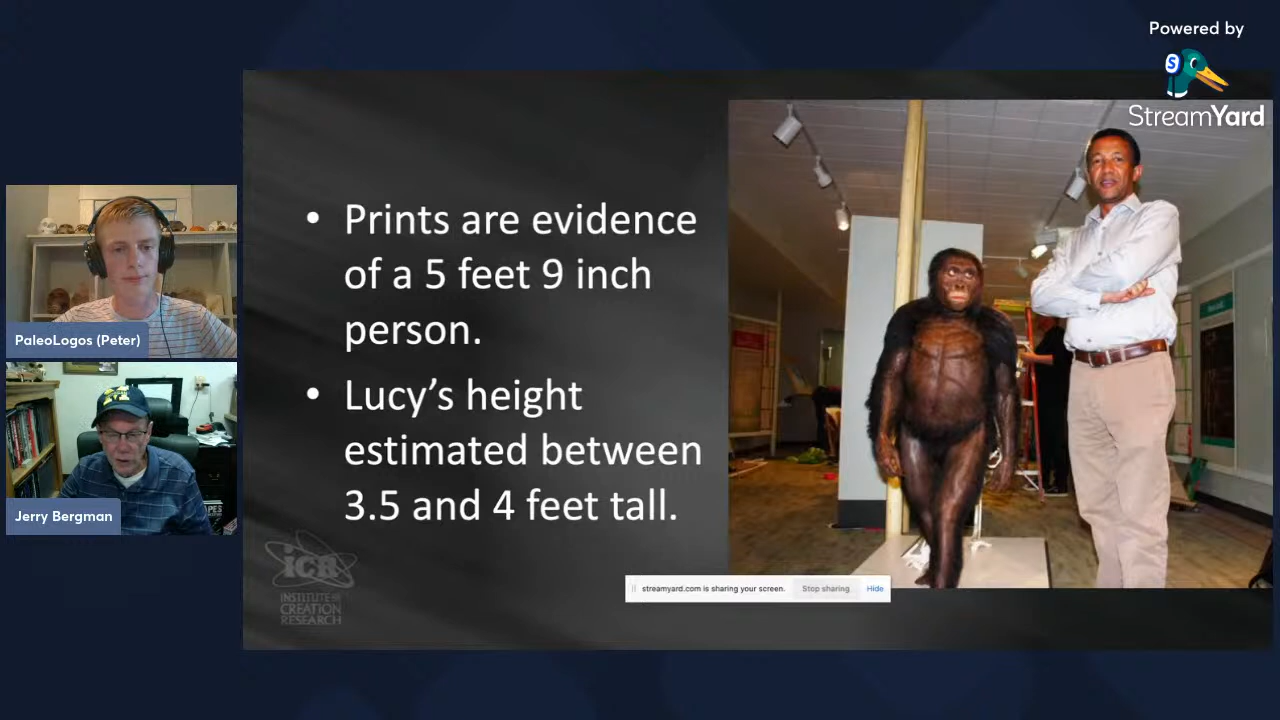 Powered by
StreamYard
• Prints are evidence
of a 5 feet 9 inch
person.
• Lucy's height
estimated between
3.5 and 4 feet tall.
PaleoLogos (Peter)
Jerry Bergman
iCR
INSTITUTE for
CREATION
RESEARCH
streamyard.com is sharing your screen. Stop sharing Hide